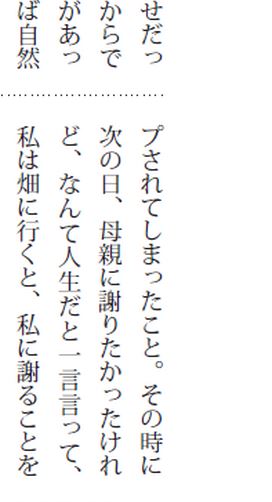 せだっ
からで
があっ
ば自然
プされてしまったこと。その時に
次の日、母親に謝りたかったけれ
ど、なんて人生だと一言言って、
私は畑に行くと、私に謝ることを